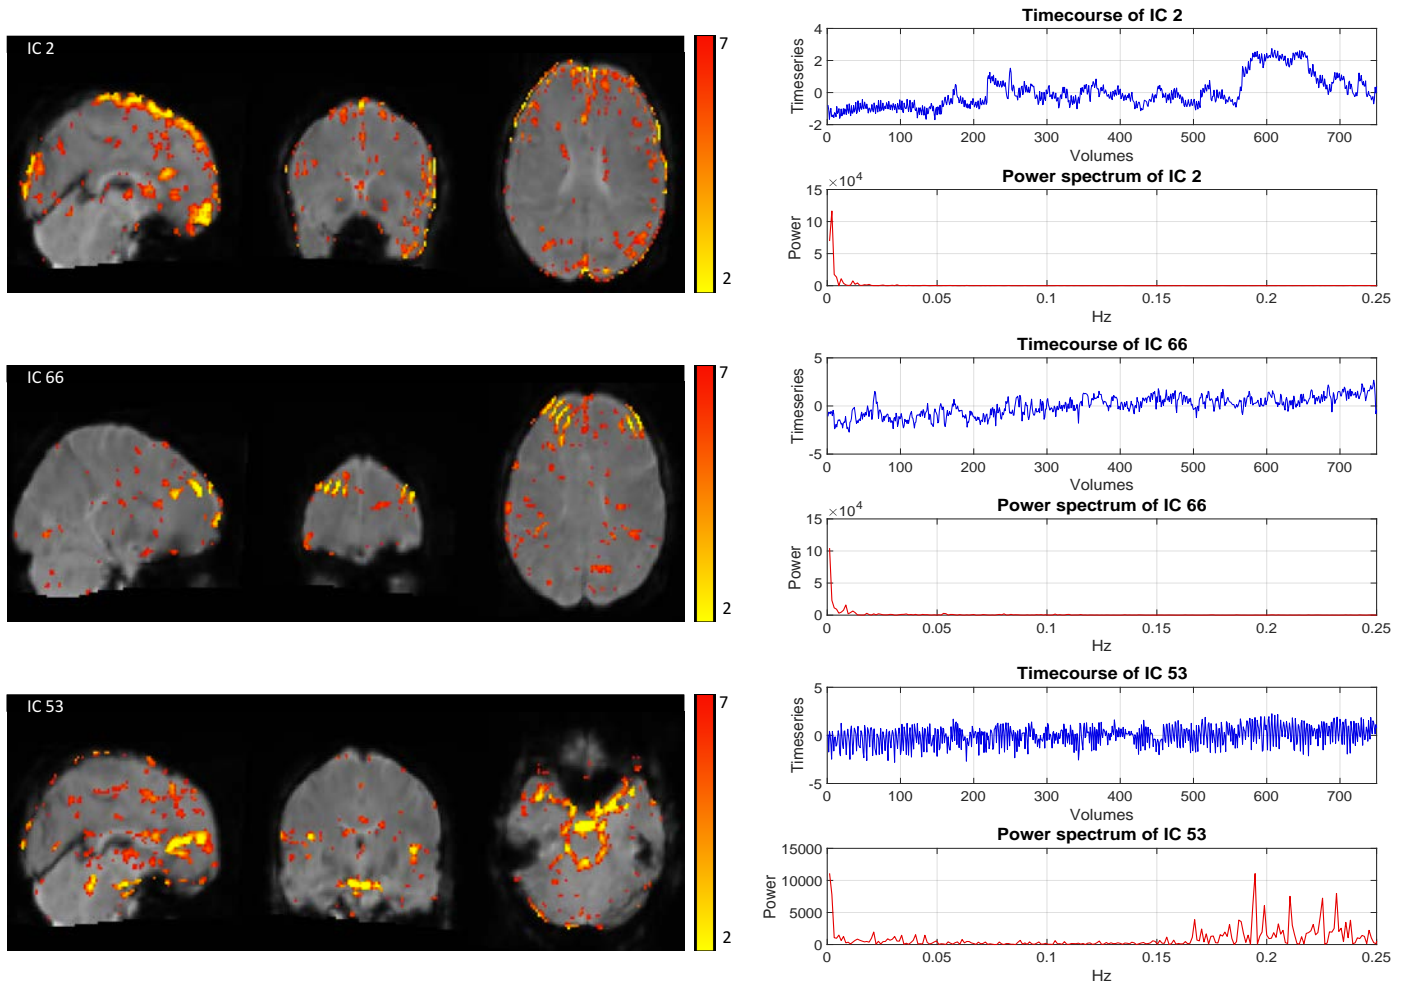 IC 2
7
2
Timecourse of IC 2
Timeseries
4
2
0
-2
0 100 200 300 400 500 600 700
Volumes
Power spectrum of IC 2
×10⁴
Power
15
10
5
0
0 0.05 0.1 0.15 0.2 0.25
Hz
IC 66
7
2
Timecourse of IC 66
Timeseries
5
0
-5
0 100 200 300 400 500 600 700
Volumes
Power spectrum of IC 66
×10⁴
Power
15
10
5
0
0 0.05 0.1 0.15 0.2 0.25
Hz
IC 53
7
2
Timecourse of IC 53
Timeseries
5
0
-5
0 100 200 300 400 500 600 700
Volumes
Power spectrum of IC 53
Power
15000
10000
5000
0
0 0.05 0.1 0.15 0.2 0.25
Hz